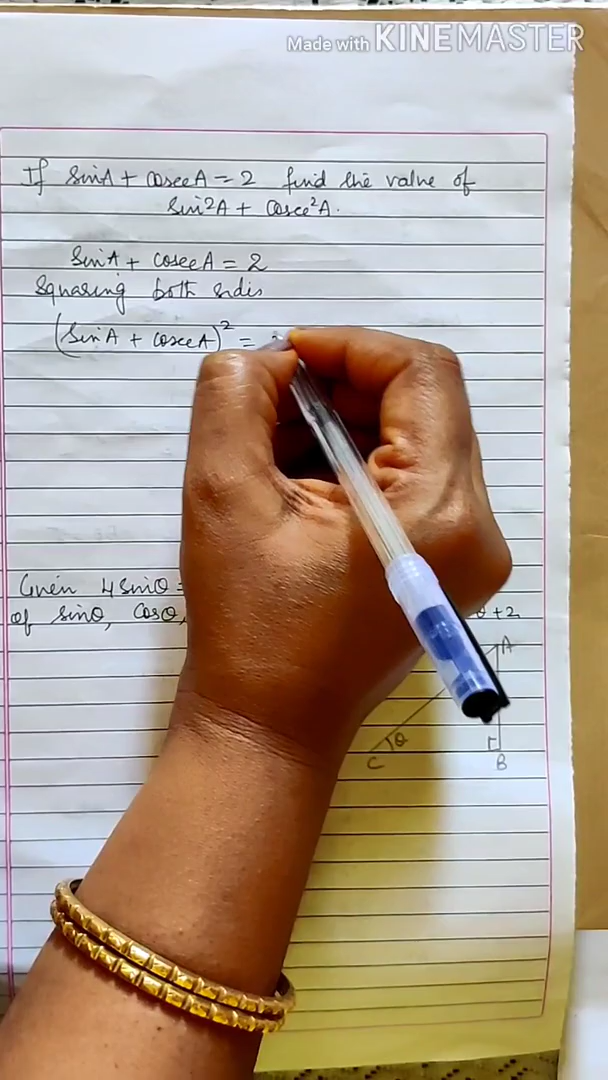 Made with KINEMASTER
If sinA + cosecA = 2 find the value of
sin²A + cosec²A.
sinA + cosecA = 2
Squaring both sides
(sinA + cosecA)² =
Given 4sinθ =
of sinθ, cosθ, θ + 2
A
θ
C
B